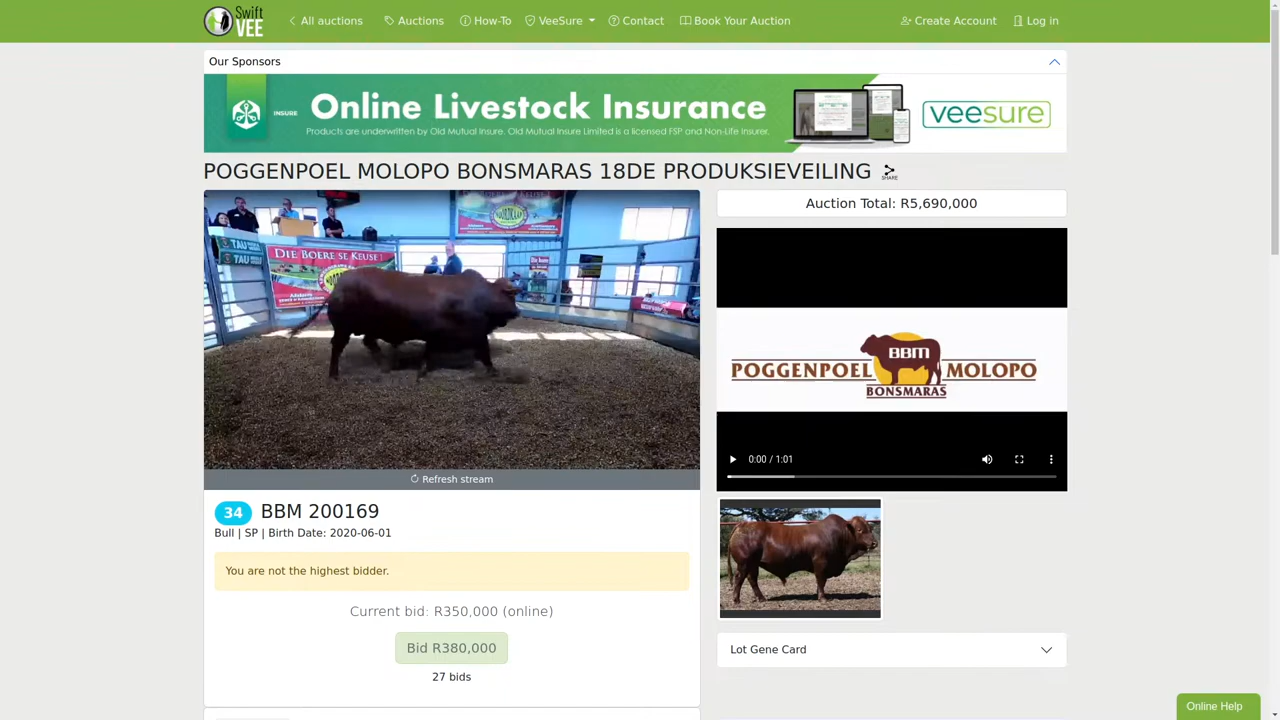 Swift
VEE
All auctions
Auctions
How-To
VeeSure
Contact
Book Your Auction
Create Account
Log in
Our Sponsors
INSURE
Online Livestock Insurance
Products are underwritten by Old Mutual Insure. Old Mutual Insure Limited is a licensed FSP and Non-Life Insurer.
veesure
POGGENPOEL MOLOPO BONSMARAS 18DE PRODUKSIEVEILING
SHARE
Auction Total: R5,690,000
TAU
TAU
DIE BOERE SE KEUSE!
BBM
POGGENPOEL MOLOPO
BONSMARAS
0:00 / 1:01
Refresh stream
34
BBM 200169
Bull | SP | Birth Date: 2020-06-01
You are not the highest bidder.
Current bid: R350,000 (online)
Bid R380,000
27 bids
Lot Gene Card
Online Help